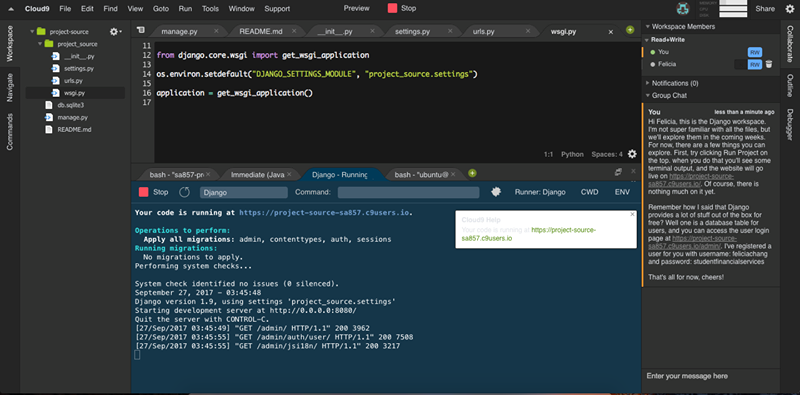 Cloud9 File Edit Find View Goto Run Tools Window Support Preview Stop Share
MEMORY
CPU
DISK
Workspace
Navigate
Commands
project-source
project_source
__init__.py
settings.py
urls.py
wsgi.py
db.sqlite3
manage.py
README.md
manage.py README.md __init__.py settings.py urls.py wsgi.py
11
12 from django.core.wsgi import get_wsgi_application
13
14 os.environ.setdefault("DJANGO_SETTINGS_MODULE", "project_source.settings")
15
16 application = get_wsgi_application()
17
1:1 Python Spaces: 4
bash - "sa857-pr Immediate (Java Django - Running bash - "ubuntu@
Stop Django Command: Runner: Django CWD ENV
Your code is running at https://project-source-sa857.c9users.io.
Operations to perform:
Apply all migrations: admin, contenttypes, auth, sessions
Running migrations:
No migrations to apply.
Performing system checks...
System check identified no issues (0 silenced).
September 27, 2017 - 03:45:48
Django version 1.9, using settings 'project_source.settings'
Starting development server at http://0.0.0.0:8080/
Quit the server with CONTROL-C.
[27/Sep/2017 03:45:49] "GET /admin/ HTTP/1.1" 200 3962
[27/Sep/2017 03:45:55] "GET /admin/auth/user/ HTTP/1.1" 200 7508
[27/Sep/2017 03:45:55] "GET /admin/jsi18n/ HTTP/1.1" 200 3217
Cloud9 Help
Your code is running at https://project-source-
sa857.c9users.io
Workspace Members
Read+Write
You RW
Felicia RW
Notifications (0)
Group Chat
You less than a minute ago
Hi Felicia, this is the Django workspace.
I'm not super familiar with all the files, but
we'll explore them in the coming weeks.
For now, there are a few things you can
explore. First, try clicking Run Project on
the top. when you do that you'll see some
terminal output, and the website will go
live on https://project-source-
sa857.c9users.io/. Of course, there is
nothing much on it yet.
Remember how I said that Django
provides a lot of stuff out of the box for
free? Well one is a database table for
users, and you can access the user login
page at https://project-source-
sa857.c9users.io/admin/. I've registered a
user for you with username: feliciachang
and password: studentfinancialservices
That's all for now, cheers!
Enter your message here
Collaborate
Outline
Debugger